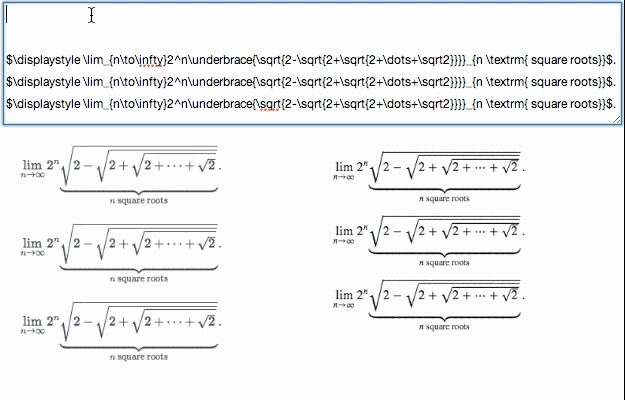 $\displaystyle \lim_{n\to\infty}2^n\underbrace{\sqrt{2-\sqrt{2+\sqrt{2+\dots+\sqrt2}}}}_{n \textrm{ square roots}}$.
$\displaystyle \lim_{n\to\infty}2^n\underbrace{\sqrt{2-\sqrt{2+\sqrt{2+\dots+\sqrt2}}}}_{n \textrm{ square roots}}$.
$\displaystyle \lim_{n\to\infty}2^n\underbrace{\sqrt{2-\sqrt{2+\sqrt{2+\dots+\sqrt2}}}}_{n \textrm{ square roots}}$.
lim 2ⁿ√2 − √2 + √2 + ··· + √2 .
n→∞
n square roots
lim 2ⁿ√2 − √2 + √2 + ··· + √2 .
n→∞
n square roots
lim 2ⁿ√2 − √2 + √2 + ··· + √2 .
n→∞
n square roots
lim 2ⁿ√2 − √2 + √2 + ··· + √2 .
n→∞
n square roots
lim 2ⁿ√2 − √2 + √2 + ··· + √2 .
n→∞
n square roots
lim 2ⁿ√2 − √2 + √2 + ··· + √2 .
n→∞
n square roots